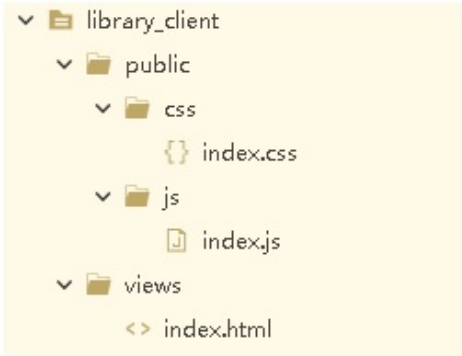 library_client
public
css
index.css
js
index.js
views
index.html